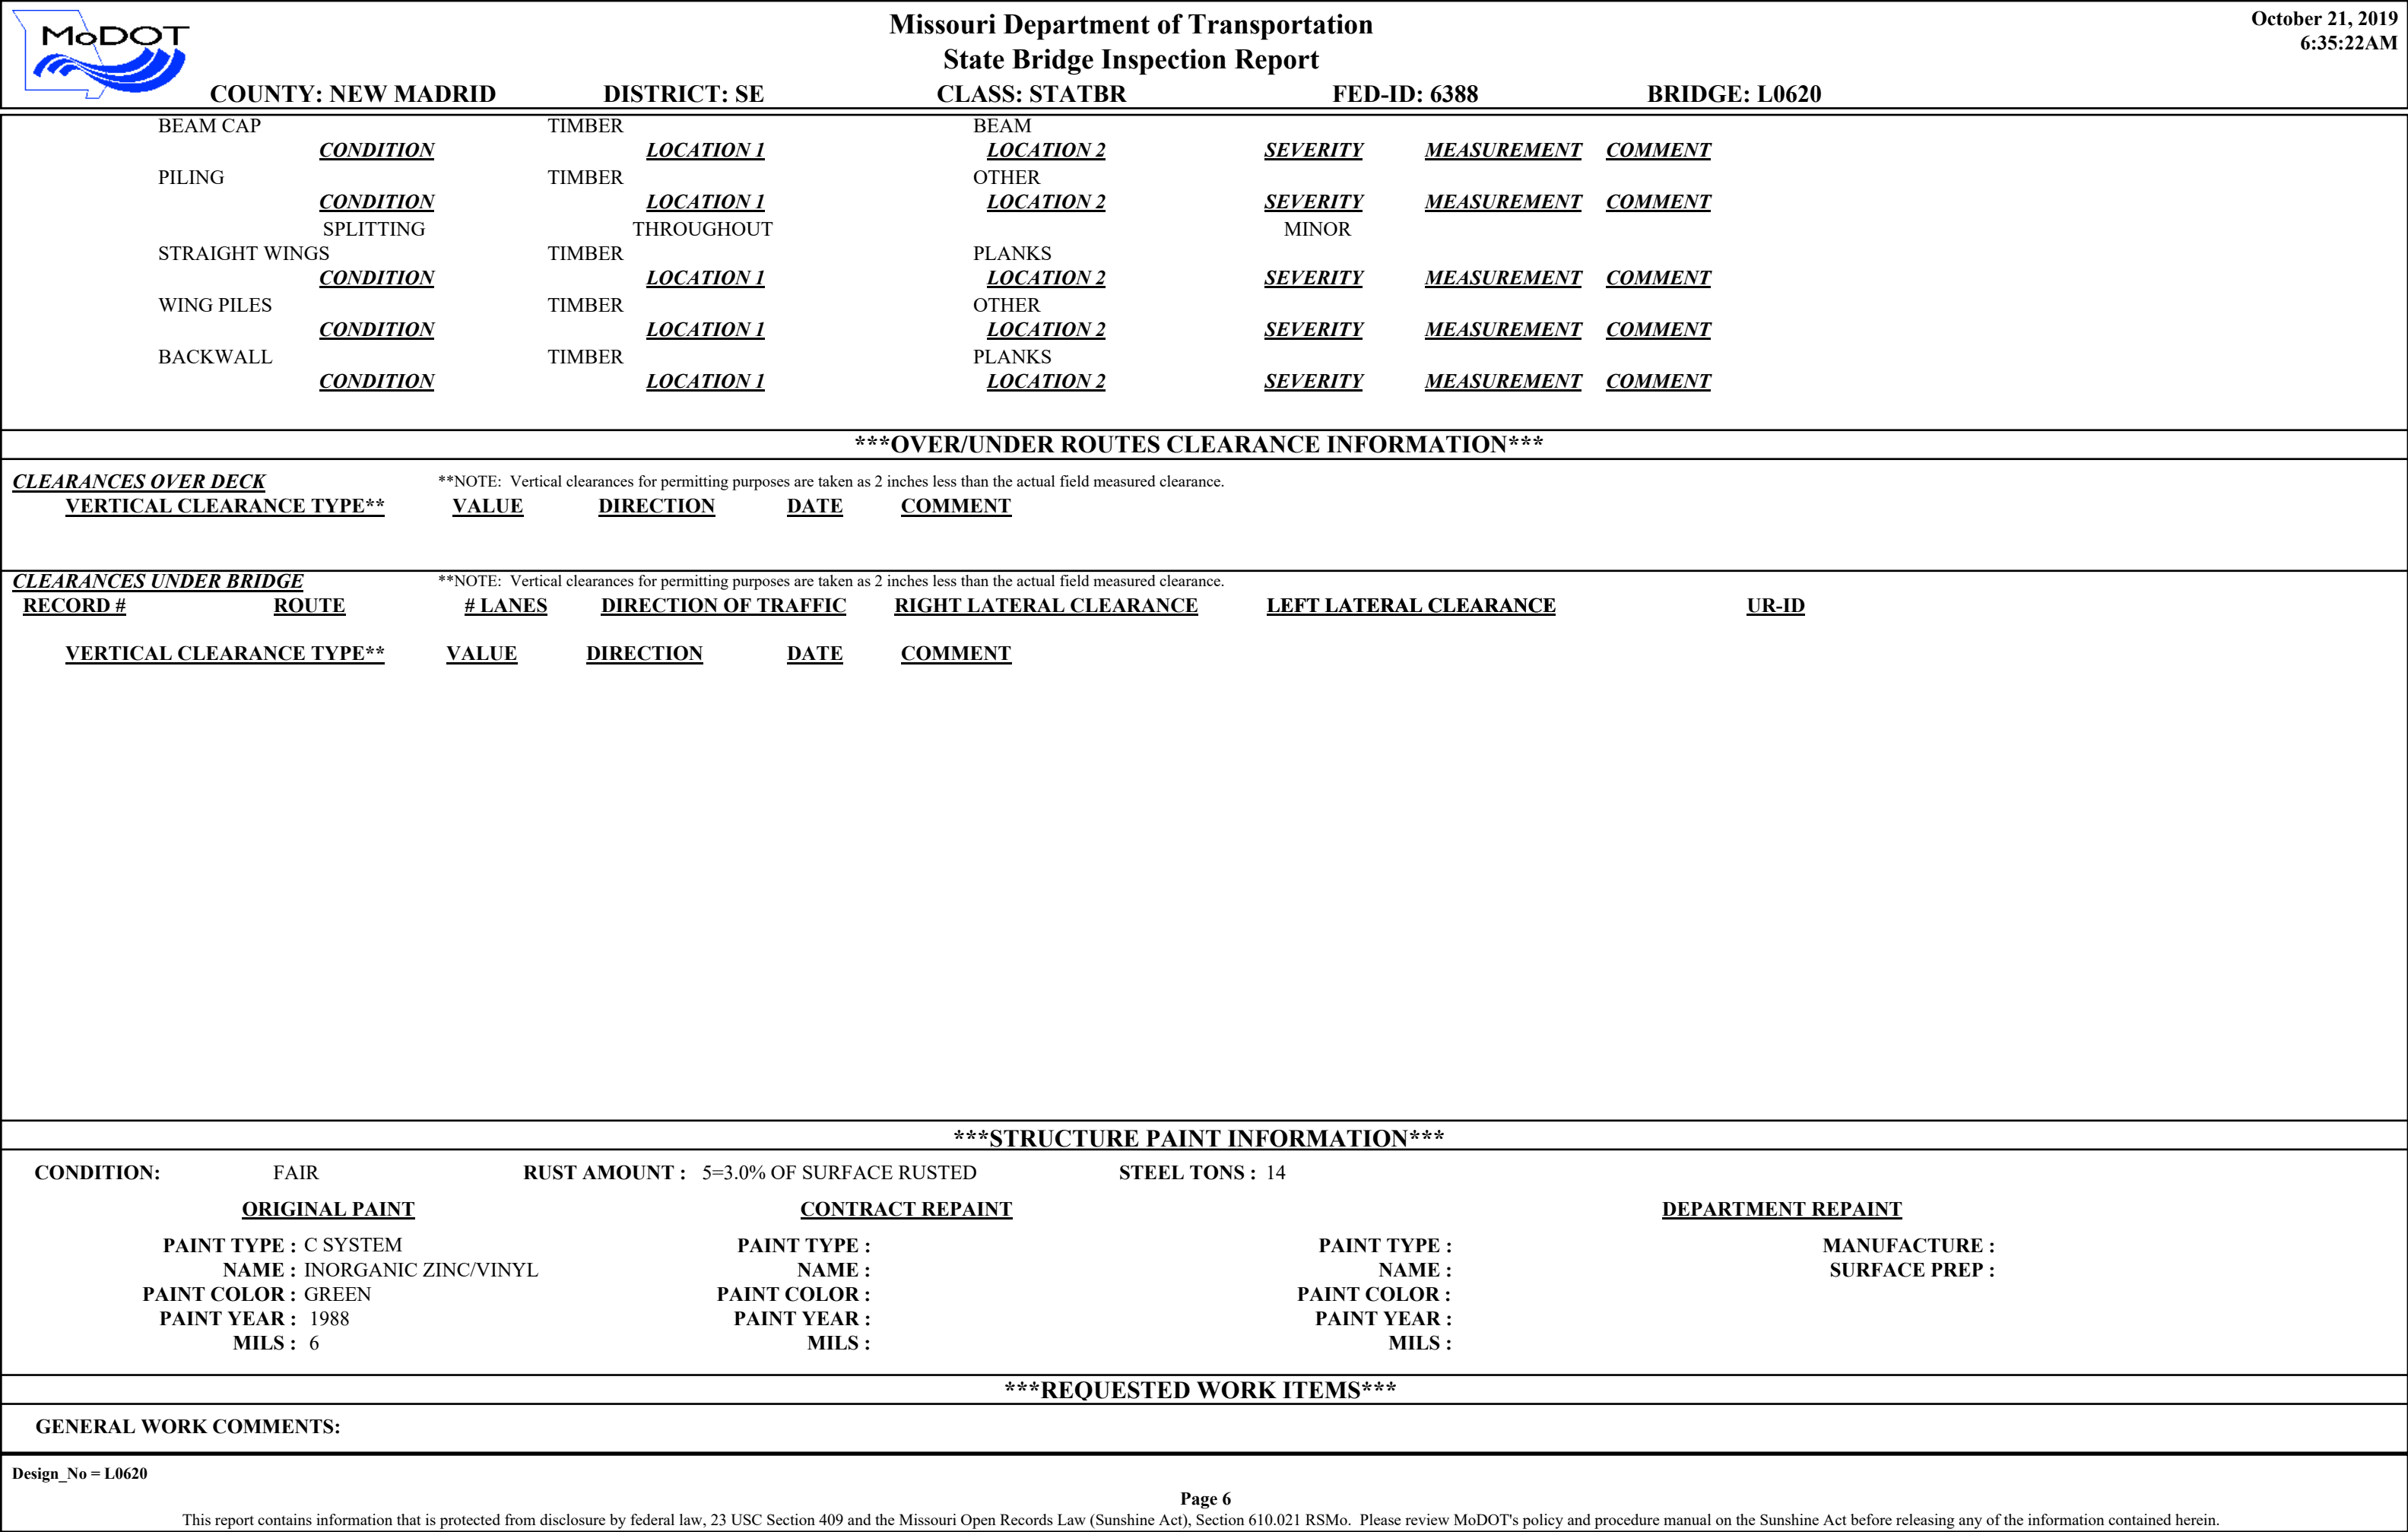 MoDOT
Missouri Department of Transportation
State Bridge Inspection Report
October 21, 2019
6:35:22AM
COUNTY: NEW MADRID DISTRICT: SE CLASS: STATBR FED-ID: 6388 BRIDGE: L0620
BEAM CAP TIMBER BEAM
CONDITION LOCATION 1 LOCATION 2 SEVERITY MEASUREMENT COMMENT
PILING TIMBER OTHER
CONDITION LOCATION 1 LOCATION 2 SEVERITY MEASUREMENT COMMENT
SPLITTING THROUGHOUT MINOR
STRAIGHT WINGS TIMBER PLANKS
CONDITION LOCATION 1 LOCATION 2 SEVERITY MEASUREMENT COMMENT
WING PILES TIMBER OTHER
CONDITION LOCATION 1 LOCATION 2 SEVERITY MEASUREMENT COMMENT
BACKWALL TIMBER PLANKS
CONDITION LOCATION 1 LOCATION 2 SEVERITY MEASUREMENT COMMENT
***OVER/UNDER ROUTES CLEARANCE INFORMATION***
CLEARANCES OVER DECK **NOTE: Vertical clearances for permitting purposes are taken as 2 inches less than the actual field measured clearance.
VERTICAL CLEARANCE TYPE** VALUE DIRECTION DATE COMMENT
CLEARANCES UNDER BRIDGE **NOTE: Vertical clearances for permitting purposes are taken as 2 inches less than the actual field measured clearance.
RECORD # ROUTE # LANES DIRECTION OF TRAFFIC RIGHT LATERAL CLEARANCE LEFT LATERAL CLEARANCE UR-ID
VERTICAL CLEARANCE TYPE** VALUE DIRECTION DATE COMMENT
***STRUCTURE PAINT INFORMATION***
CONDITION: FAIR RUST AMOUNT : 5=3.0% OF SURFACE RUSTED STEEL TONS : 14
ORIGINAL PAINT CONTRACT REPAINT DEPARTMENT REPAINT
PAINT TYPE : C SYSTEM PAINT TYPE : PAINT TYPE : MANUFACTURE :
NAME : INORGANIC ZINC/VINYL NAME : NAME : SURFACE PREP :
PAINT COLOR : GREEN PAINT COLOR : PAINT COLOR :
PAINT YEAR : 1988 PAINT YEAR : PAINT YEAR :
MILS : 6 MILS : MILS :
***REQUESTED WORK ITEMS***
GENERAL WORK COMMENTS:
Design_No = L0620
Page 6
This report contains information that is protected from disclosure by federal law, 23 USC Section 409 and the Missouri Open Records Law (Sunshine Act), Section 610.021 RSMo. Please review MoDOT's policy and procedure manual on the Sunshine Act before releasing any of the information contained herein.